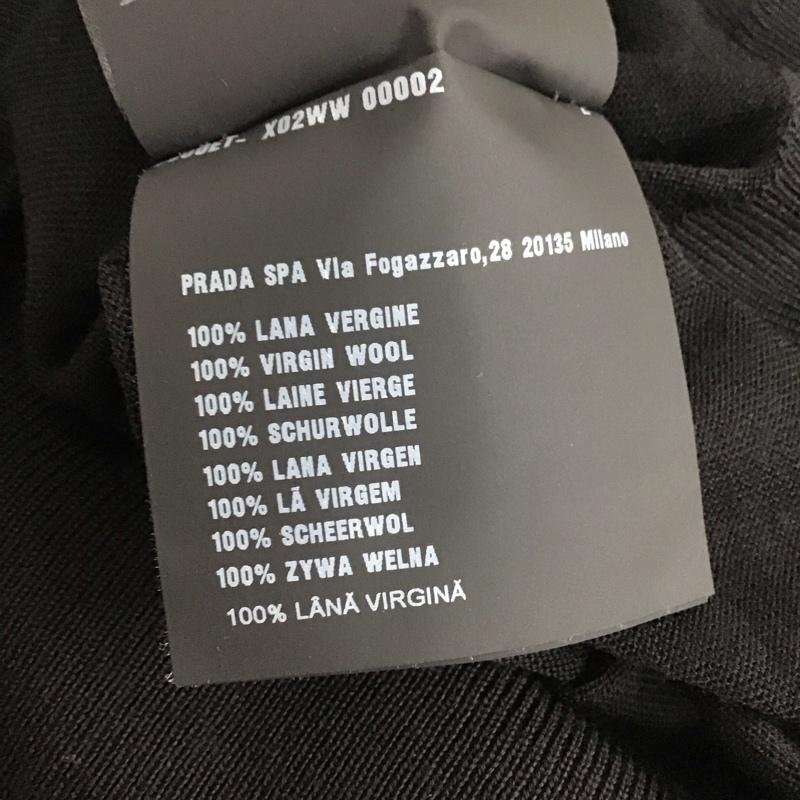 X02WW 00002
PRADA SPA VIa Fogazzaro,28 20135 MIlano
100% LANA VERGINE
100% VIRGIN WOOL
100% LAINE VIERGE
100% SCHURWOLLE
100% LANA VIRGEN
100% LÃ VIRGEM
100% SCHEERWOL
100% ZYWA WELNA
100% LÂNĂ VIRGINĂ